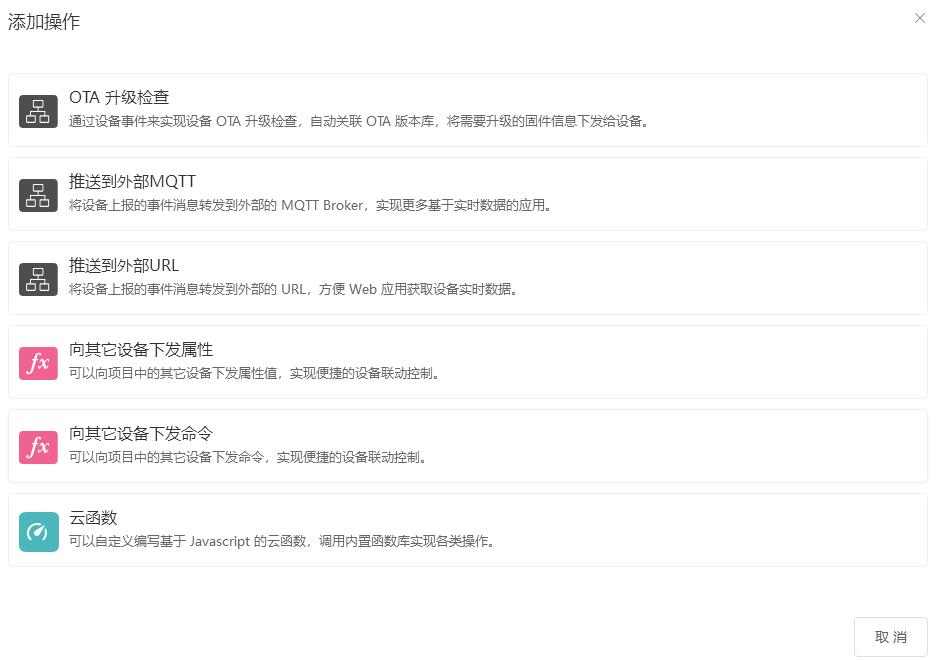 添加操作
OTA 升级检查
通过设备事件来实现设备 OTA 升级检查，自动关联 OTA 版本库，将需要升级的固件信息下发给设备。
推送到外部MQTT
将设备上报的事件消息转发到外部的 MQTT Broker，实现更多基于实时数据的应用。
推送到外部URL
将设备上报的事件消息转发到外部的 URL，方便 Web 应用获取设备实时数据。
fx
向其它设备下发属性
可以向项目中的其它设备下发属性值，实现便捷的设备联动控制。
fx
向其它设备下发命令
可以向项目中的其它设备下发命令，实现便捷的设备联动控制。
云函数
可以自定义编写基于 Javascript 的云函数，调用内置函数库实现各类操作。
取 消